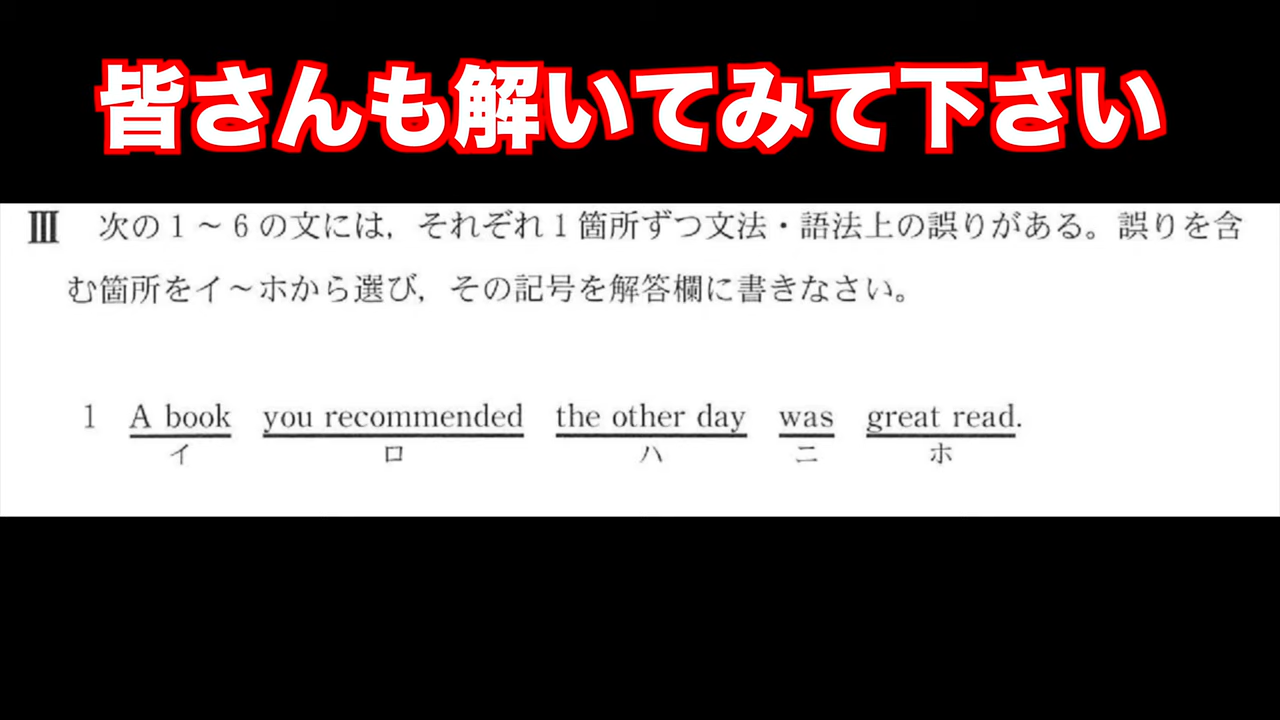 皆さんも解いてみて下さい
Ⅲ 次の1～6の文には，それぞれ1箇所ずつ文法・語法上の誤りがある。誤りを含
む箇所をイ～ホから選び，その記号を解答欄に書きなさい。
1 A book you recommended the other day was great read.
イ ロ ハ ニ ホ